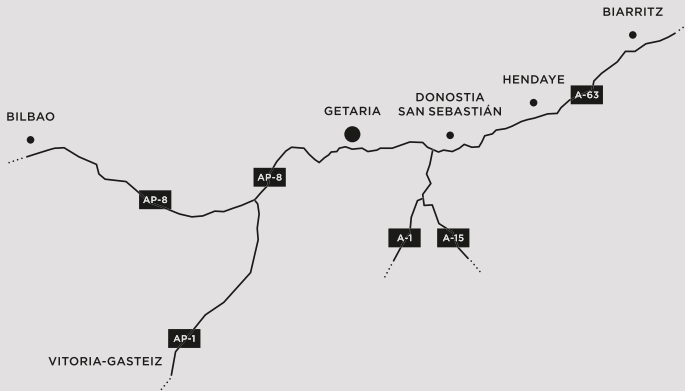 BIARRITZ
HENDAYE
A-63
DONOSTIA
SAN SEBASTIÁN
GETARIA
BILBAO
AP-8
AP-8
A-1
A-15
AP-1
VITORIA-GASTEIZ